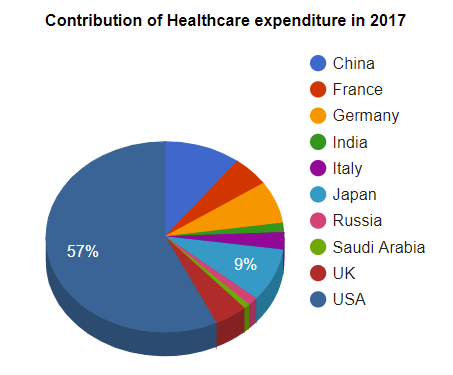 Contribution of Healthcare expenditure in 2017
China
France
Germany
India
Italy
Japan
Russia
Saudi Arabia
UK
USA
57%
9%